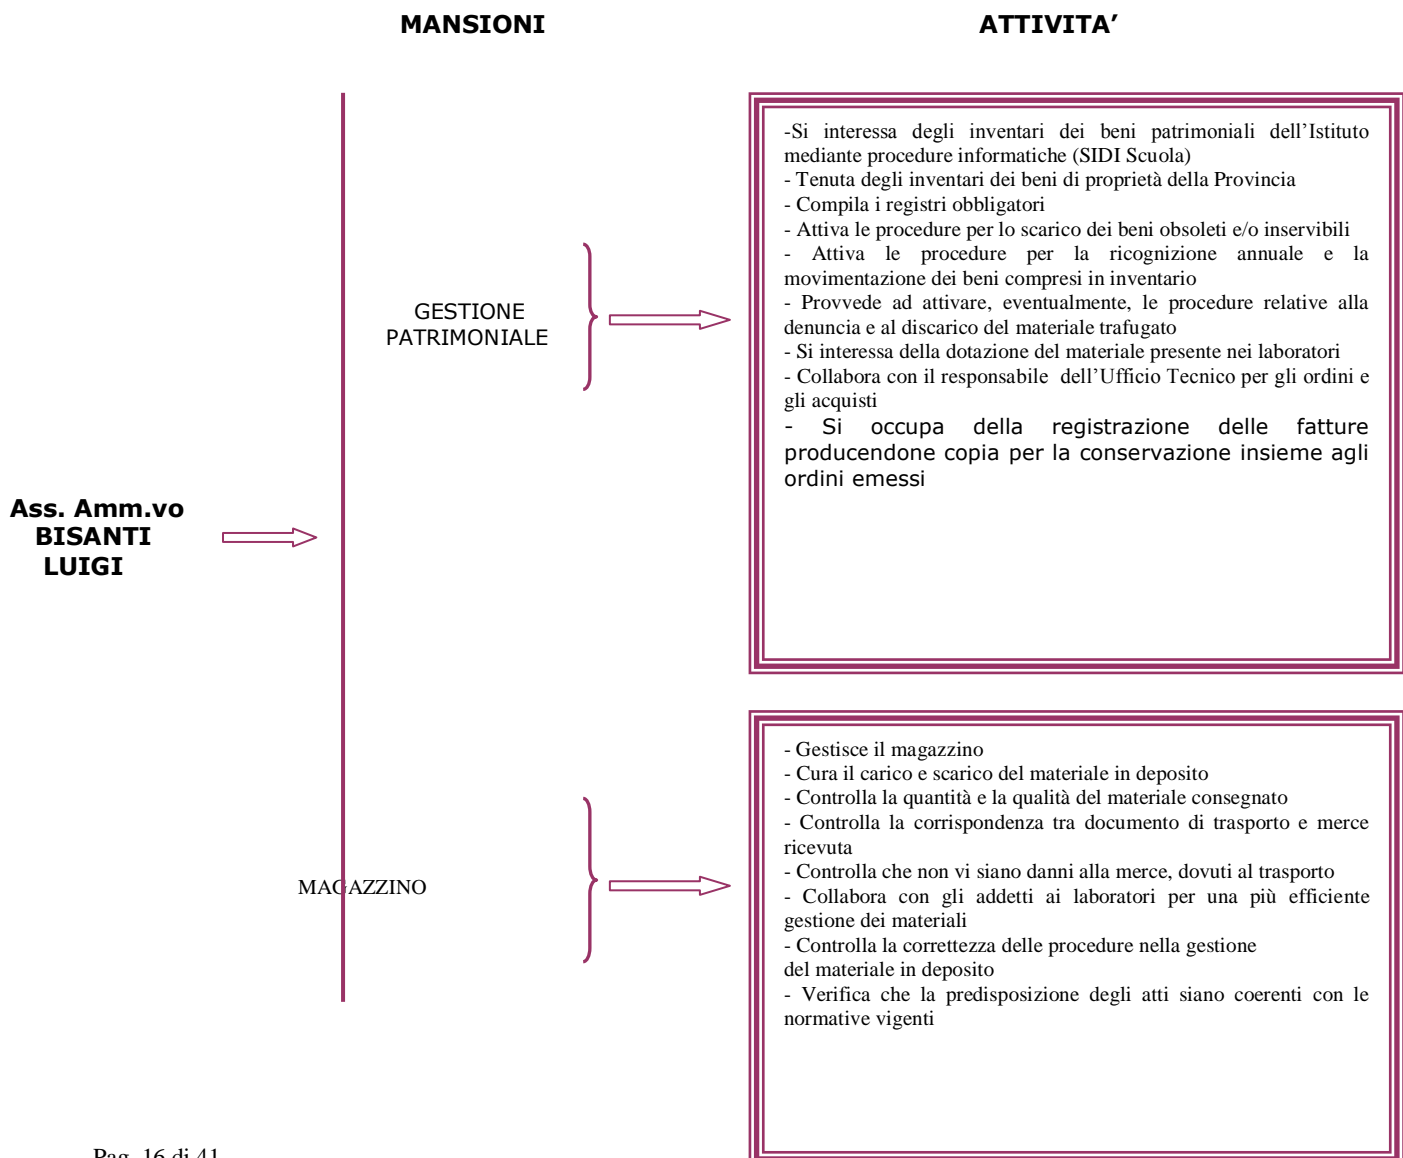 MANSIONI
ATTIVITA’
Ass. Amm.vo
BISANTI
LUIGI
GESTIONE
PATRIMONIALE
-Si interessa degli inventari dei beni patrimoniali dell’Istituto
mediante procedure informatiche (SIDI Scuola)
- Tenuta degli inventari dei beni di proprietà della Provincia
- Compila i registri obbligatori
- Attiva le procedure per lo scarico dei beni obsoleti e/o inservibili
- Attiva le procedure per la ricognizione annuale e la
movimentazione dei beni compresi in inventario
- Provvede ad attivare, eventualmente, le procedure relative alla
denuncia e al discarico del materiale trafugato
- Si interessa della dotazione del materiale presente nei laboratori
- Collabora con il responsabile dell’Ufficio Tecnico per gli ordini e
gli acquisti
- Si occupa della registrazione delle fatture
producendone copia per la conservazione insieme agli
ordini emessi
MAGAZZINO
- Gestisce il magazzino
- Cura il carico e scarico del materiale in deposito
- Controlla la quantità e la qualità del materiale consegnato
- Controlla la corrispondenza tra documento di trasporto e merce
ricevuta
- Controlla che non vi siano danni alla merce, dovuti al trasporto
- Collabora con gli addetti ai laboratori per una più efficiente
gestione dei materiali
- Controlla la correttezza delle procedure nella gestione
del materiale in deposito
- Verifica che la predisposizione degli atti siano coerenti con le
normative vigenti
Pag. 16 di 41